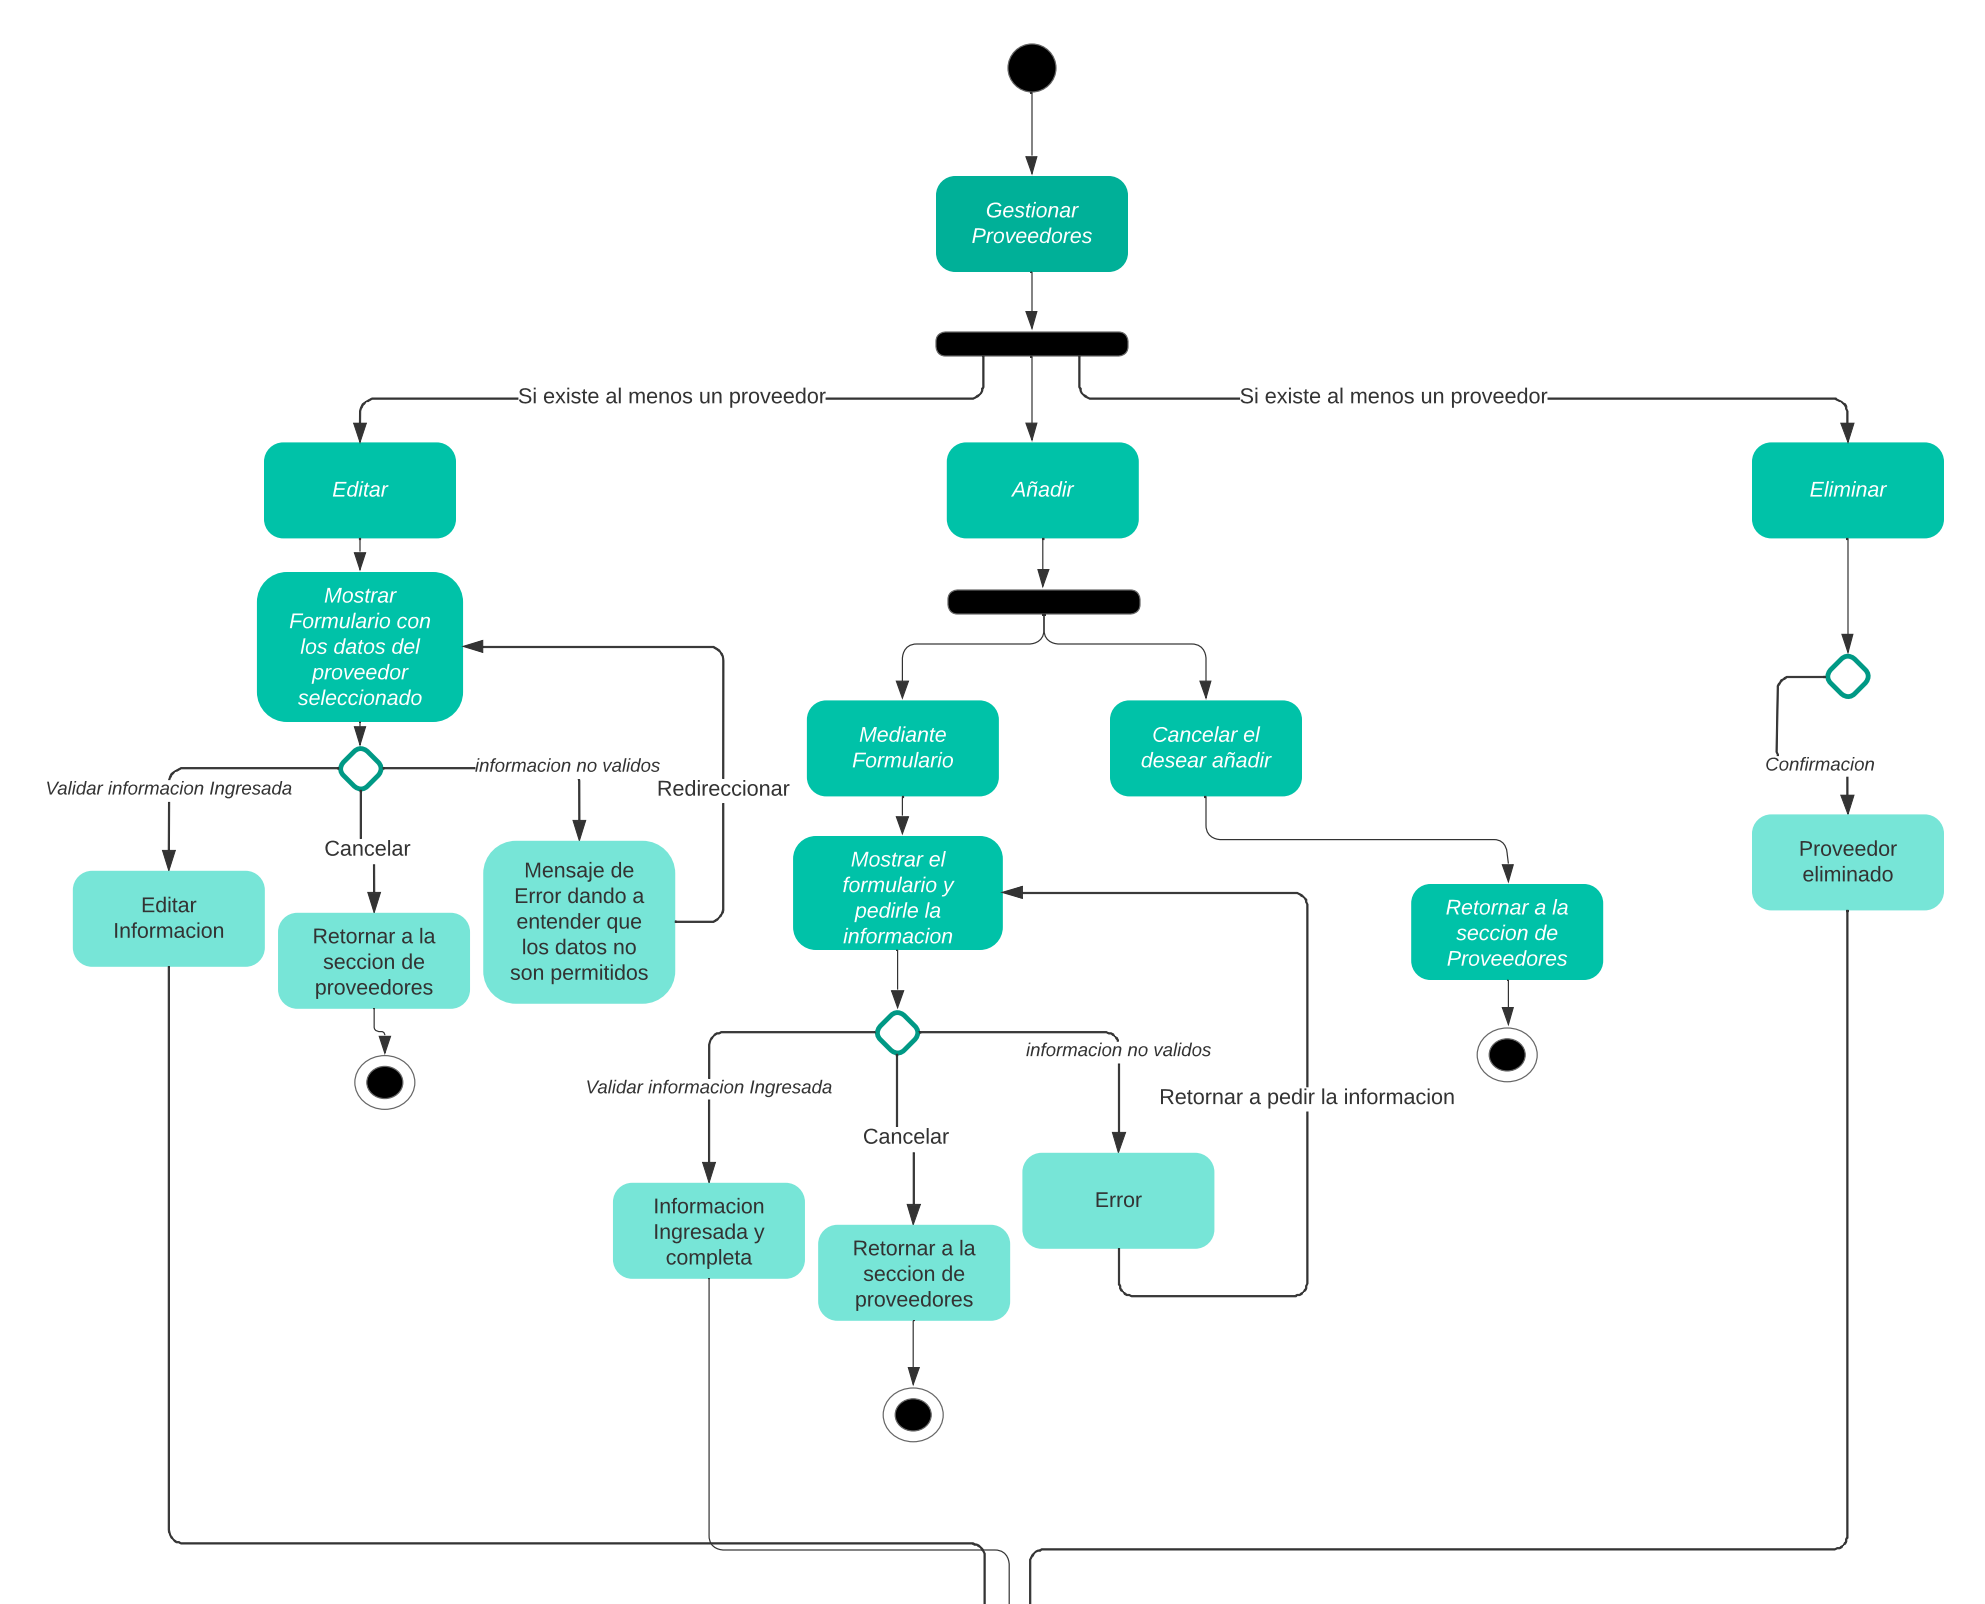 Gestionar
Proveedores
Si existe al menos un proveedor
Si existe al menos un proveedor
Editar
Añadir
Eliminar
Mostrar
Formulario con
los datos del
proveedor
seleccionado
Mediante
Formulario
Cancelar el
desear añadir
informacion no validos
Confirmacion
Validar informacion Ingresada
Redireccionar
Cancelar
Proveedor
eliminado
Mensaje de
Error dando a
entender que
los datos no
son permitidos
Editar
Informacion
Retornar a la
seccion de
proveedores
Mostrar el
formulario y
pedirle la
informacion
Retornar a la
seccion de
Proveedores
informacion no validos
Validar informacion Ingresada
Retornar a pedir la informacion
Cancelar
Error
Informacion
Ingresada y
completa
Retornar a la
seccion de
proveedores